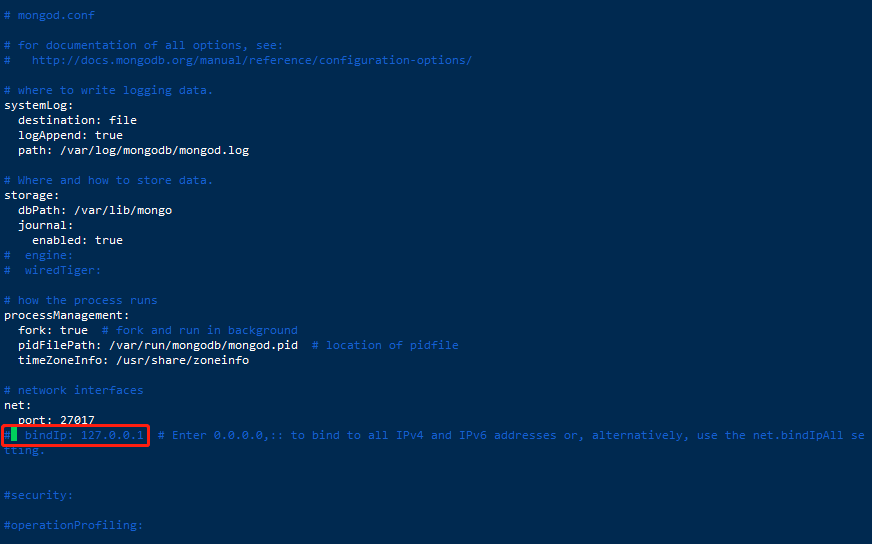 # mongod.conf
# for documentation of all options, see:
#   http://docs.mongodb.org/manual/reference/configuration-options/
# where to write logging data.
systemLog:
  destination: file
  logAppend: true
  path: /var/log/mongodb/mongod.log
# Where and how to store data.
storage:
  dbPath: /var/lib/mongo
  journal:
    enabled: true
#  engine:
#  wiredTiger:
# how the process runs
processManagement:
  fork: true  # fork and run in background
  pidFilePath: /var/run/mongodb/mongod.pid  # location of pidfile
  timeZoneInfo: /usr/share/zoneinfo
# network interfaces
net:
  port: 27017
#  bindIp: 127.0.0.1  # Enter 0.0.0.0,:: to bind to all IPv4 and IPv6 addresses or, alternatively, use the net.bindIpAll se
tting.
#security:
#operationProfiling: